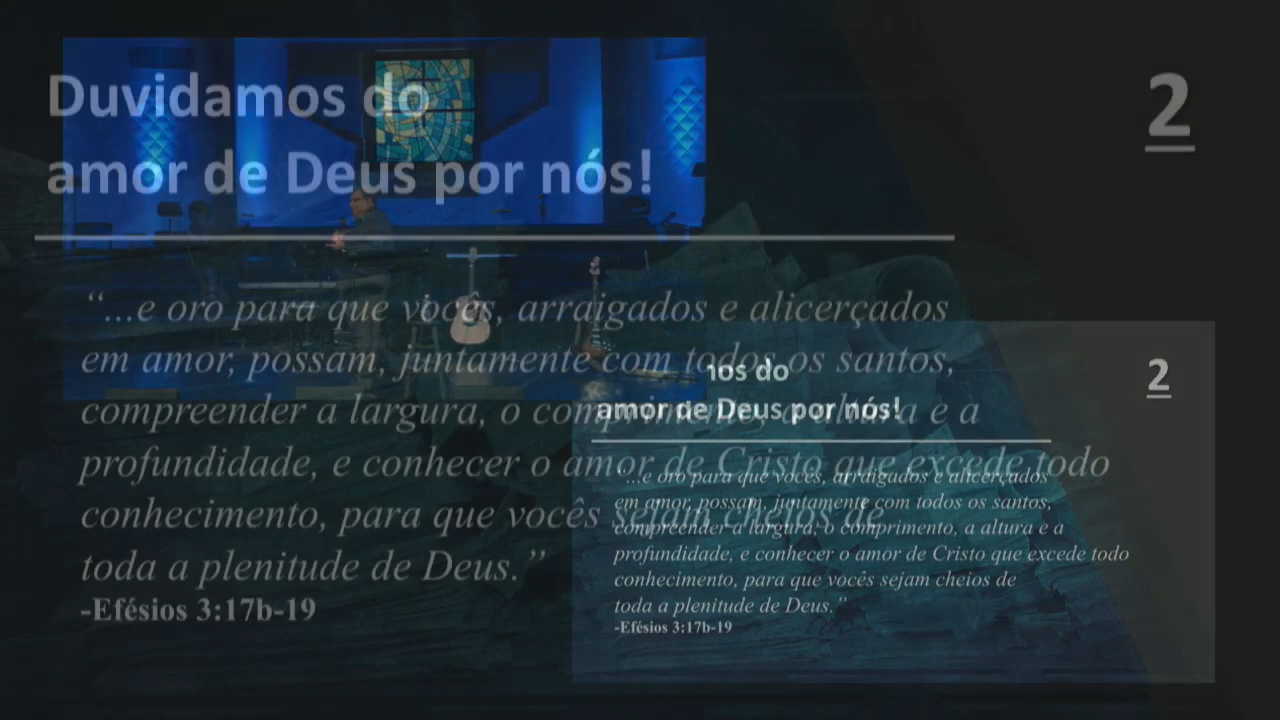 Duvidamos do
amor de Deus por nós!
2
“...e oro para que vocês, arraigados e alicerçados
em amor, possam, juntamente com todos os santos,
compreender a largura, o comprimento, a altura e a
profundidade, e conhecer o amor de Cristo que excede todo
conhecimento, para que vocês sejam cheios de
toda a plenitude de Deus.”
-Efésios 3:17b-19
nos do
amor de Deus por nós!
2
“...e oro para que vocês, arraigados e alicerçados
em amor, possam, juntamente com todos os santos,
compreender a largura, o comprimento, a altura e a
profundidade, e conhecer o amor de Cristo que excede todo
conhecimento, para que vocês sejam cheios de
toda a plenitude de Deus.”
-Efésios 3:17b-19